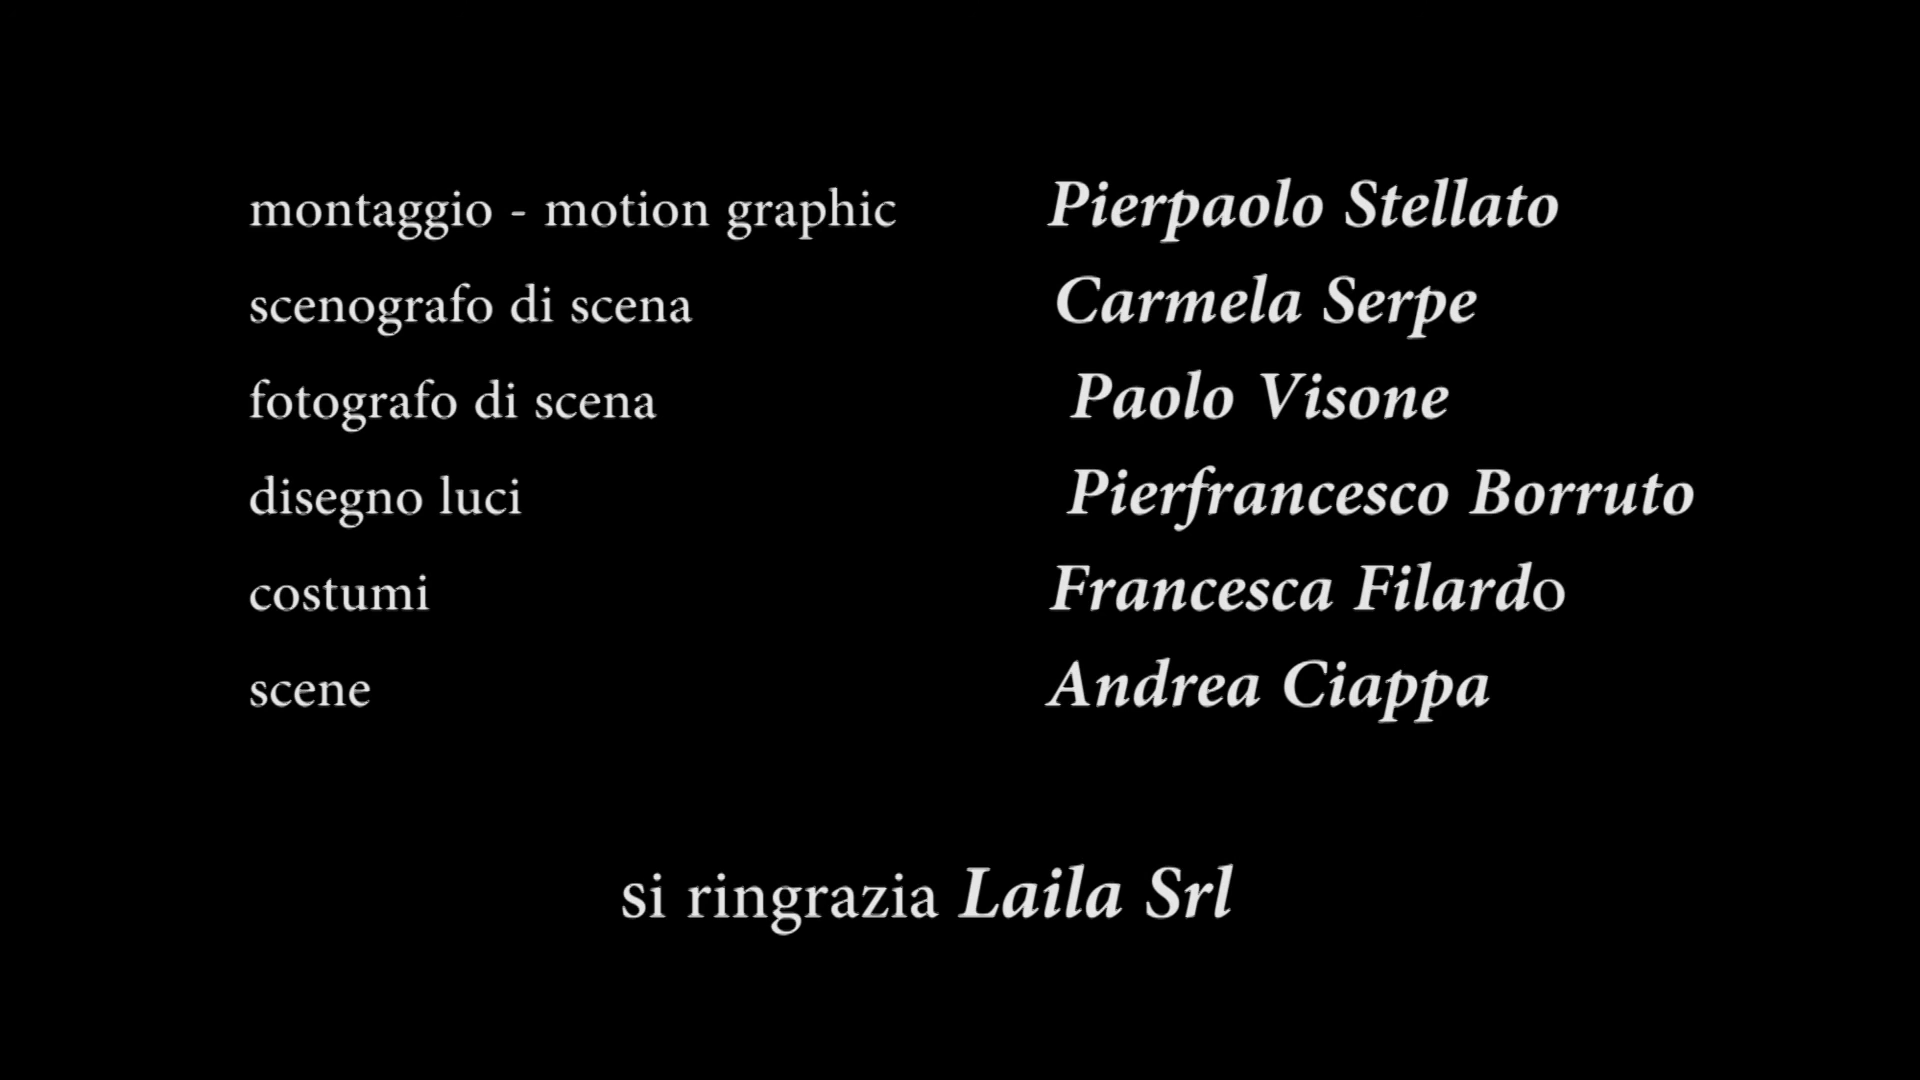 montaggio - motion graphic Pierpaolo Stellato
scenografo di scena Carmela Serpe
fotografo di scena Paolo Visone
disegno luci Pierfrancesco Borruto
costumi Francesca Filardo
scene Andrea Ciappa
si ringrazia Laila Srl